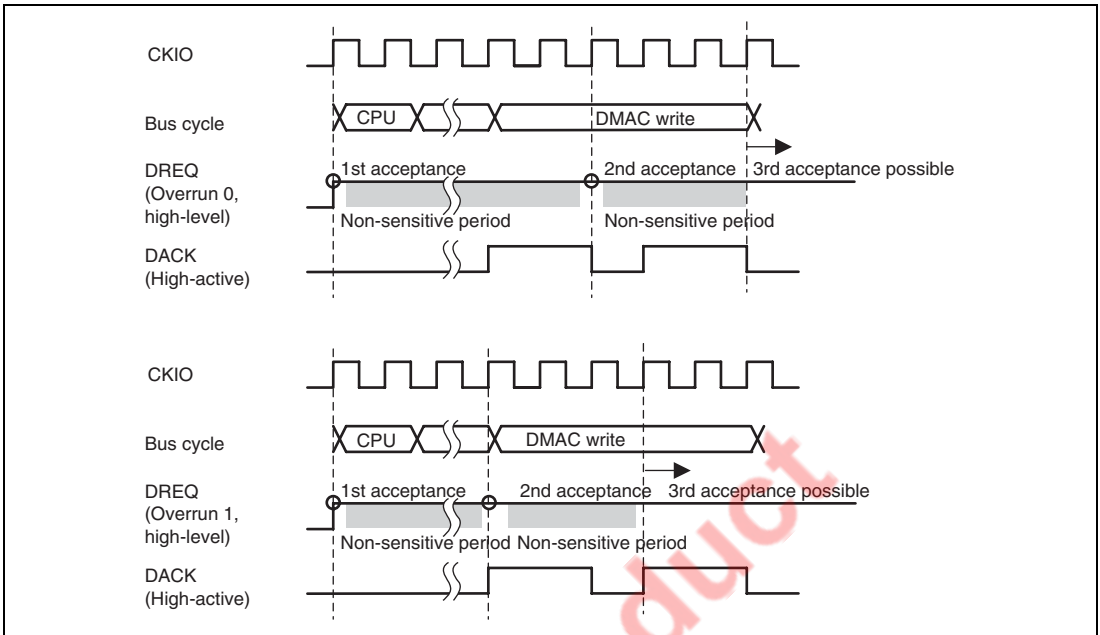 CKIO
Bus cycle
CPU
DMAC write
DREQ
(Overrun 0,
high-level)
1st acceptance
2nd acceptance
3rd acceptance possible
Non-sensitive period
Non-sensitive period
DACK
(High-active)
CKIO
Bus cycle
CPU
DMAC write
DREQ
(Overrun 1,
high-level)
1st acceptance
2nd acceptance
3rd acceptance possible
Non-sensitive period
Non-sensitive period
DACK
(High-active)
duct